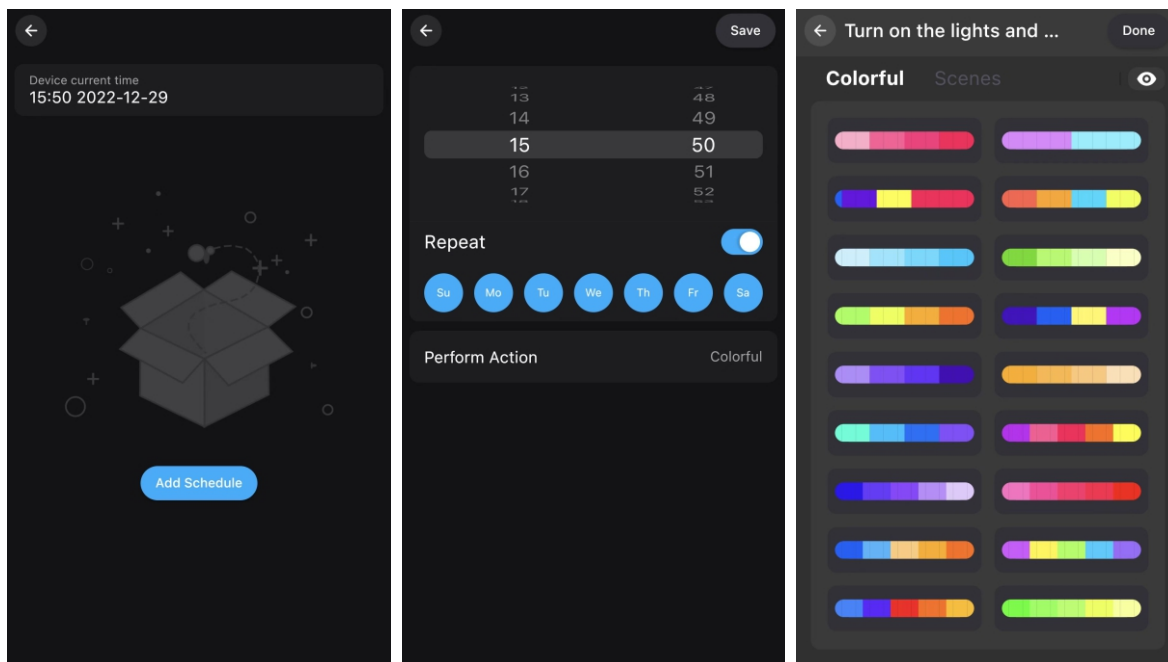 Device current time
15:50 2022-12-29
Add Schedule
Save
13 48
14 49
15 50
16 51
17 52
Repeat
Su Mo Tu We Th Fr Sa
Perform Action Colorful
Turn on the lights and ... Done
Colorful Scenes